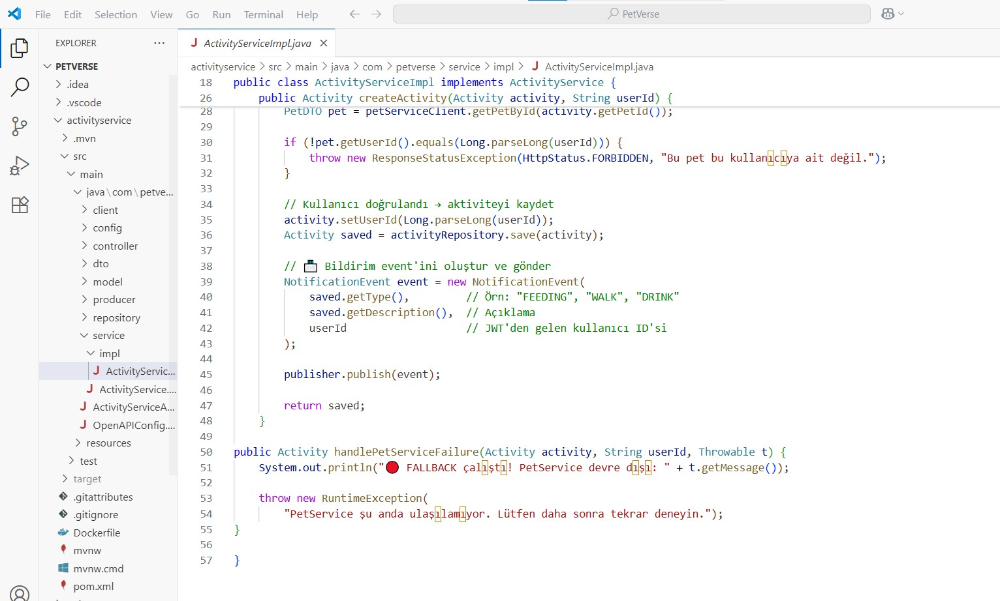 File Edit Selection View Go Run Terminal Help
PetVerse
EXPLORER
PETVERSE
.idea
.vscode
activityservice
.mvn
src
main
java\com\petve...
client
config
controller
dto
model
producer
repository
service
impl
ActivityServic...
ActivityService....
ActivityServiceA...
OpenAPIConfig....
resources
test
target
.gitattributes
.gitignore
Dockerfile
mvnw
mvnw.cmd
pom.xml
ActivityServiceImpl.java
activityservice > src > main > java > com > petverse > service > impl > ActivityServiceImpl.java
18 public class ActivityServiceImpl implements ActivityService {
26 public Activity createActivity(Activity activity, String userId) {
28 PetDTO pet = petServiceClient.getPetById(activity.getPetId());
29
30 if (!pet.getUserId().equals(Long.parseLong(userId))) {
31 throw new ResponseStatusException(HttpStatus.FORBIDDEN, "Bu pet bu kullanıcıya ait değil.");
32 }
33
34 // Kullanıcı doğrulandı → aktiviteyi kaydet
35 activity.setUserId(Long.parseLong(userId));
36 Activity saved = activityRepository.save(activity);
37
38 // 📩 Bildirim event'ini oluştur ve gönder
39 NotificationEvent event = new NotificationEvent(
40 saved.getType(), // Örn: "FEEDING", "WALK", "DRINK"
41 saved.getDescription(), // Açıklama
42 userId // JWT'den gelen kullanıcı ID'si
43 );
44
45 publisher.publish(event);
46
47 return saved;
48 }
49
50 public Activity handlePetServiceFailure(Activity activity, String userId, Throwable t) {
51 System.out.println("🔴 FALLBACK çalıştı! PetService devre dışı: " + t.getMessage());
52
53 throw new RuntimeException(
54 "PetService şu anda ulaşılamıyor. Lütfen daha sonra tekrar deneyin.");
55 }
56
57 }